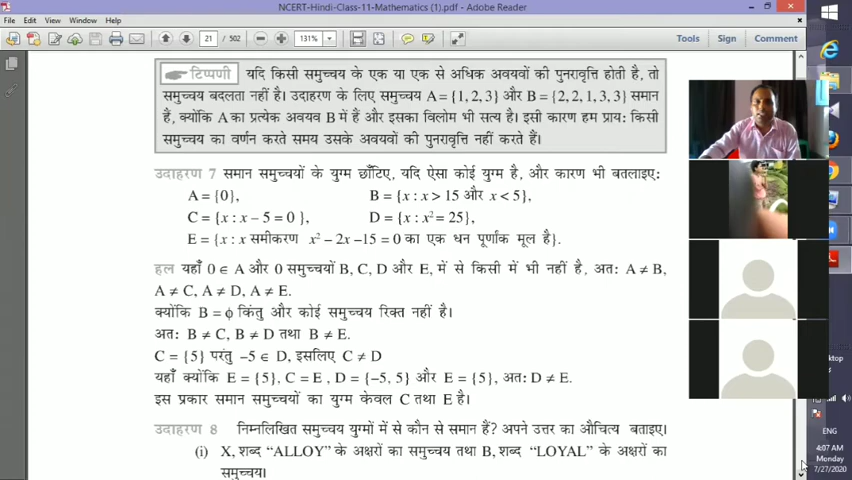 NCERT-Hindi-Class-11-Mathematics (1).pdf - Adobe Reader
File Edit View Window Help
21 / 502 131% Tools Sign Comment
टिप्पणी यदि किसी समुच्चय के एक या एक से अधिक अवयवों की पुनरावृत्ति होती है, तो
समुच्चय बदलता नहीं है। उदाहरण के लिए समुच्चय A = {1, 2, 3} और B = {2, 2, 1, 3, 3} समान
हैं, क्योंकि A का प्रत्येक अवयव B में हैं और इसका विलोम भी सत्य है। इसी कारण हम प्राय: किसी
समुच्चय का वर्णन करते समय उसके अवयवों की पुनरावृत्ति नहीं करते हैं।
उदाहरण 7 समान समुच्चयों के युग्म छाँटिए, यदि ऐसा कोई युग्म है, और कारण भी बतलाइए:
A = {0}, B = {x : x > 15 और x < 5},
C = {x : x – 5 = 0 }, D = {x : x² = 25},
E = {x : x समीकरण x² – 2x –15 = 0 का एक धन पूर्णांक मूल है}.
हल यहाँ 0 ∈ A और 0 समुच्चयों B, C, D और E, में से किसी में भी नहीं है, अत: A ≠ B,
A ≠ C, A ≠ D, A ≠ E.
क्योंकि B = ϕ किंतु और कोई समुच्चय रिक्त नहीं है।
अत: B ≠ C, B ≠ D तथा B ≠ E.
C = {5} परंतु –5 ∈ D, इसलिए C ≠ D
यहाँ क्योंकि E = {5}, C = E , D = {–5, 5} और E = {5}, अत: D ≠ E.
इस प्रकार समान समुच्चयों का युग्म केवल C तथा E है।
उदाहरण 8 निम्नलिखित समुच्चय युग्मों में से कौन से समान हैं? अपने उत्तर का औचित्य बताइए।
(i) X, शब्द “ALLOY” के अक्षरों का समुच्चय तथा B, शब्द “LOYAL” के अक्षरों का
समुच्चय।
ENG
4:07 AM
Monday
7/27/2020